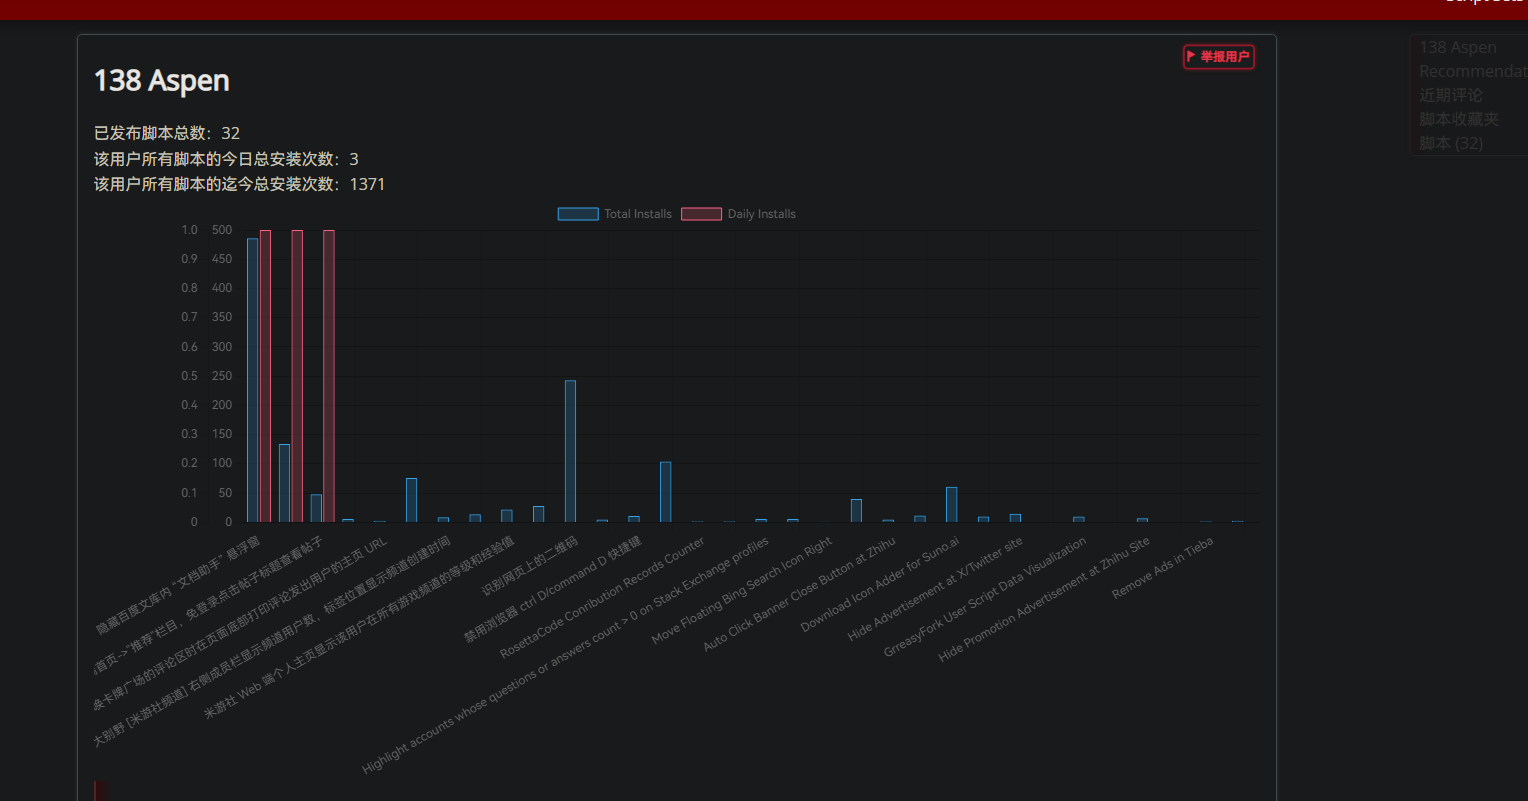 138 Aspen
举报用户
已发布脚本总数：32
该用户所有脚本的今日总安装次数：3
该用户所有脚本的迄今总安装次数：1371
138 Aspen
Recommendat
近期评论
脚本收藏夹
脚本 (32)
Total Installs
Daily Installs
1.0 500
0.9 450
0.8 400
0.7 350
0.6 300
0.5 250
0.4 200
0.3 150
0.2 100
0.1 50
0 0
隐藏百度文库内 “文档助手” 悬浮窗
首页->“推荐”栏目，免登录点击帖子标题查看帖子
换卡牌广场的评论区时在页面底部打印评论发出用户的主页 URL
大别野 [米游社频道] 右侧成员栏显示频道用户数，标签位置显示频道创建时间
米游社 Web 端个人主页显示该用户在所有游戏频道的等级和经验值
识别网页上的二维码
禁用浏览器 ctrl D/command D 快捷键
RosettaCode Conribution Records Counter
Highlight accounts whose questions or answers count > 0 on Stack Exchange profiles
Move Floating Bing Search Icon Right
Auto Click Banner Close Button at Zhihu
Download Icon Adder for Suno.ai
Hide Advertisement at X/Twitter site
GrreasyFork User Script Data Visualization
Hide Promotion Advertisement at Zhihu Site
Remove Ads in Tieba